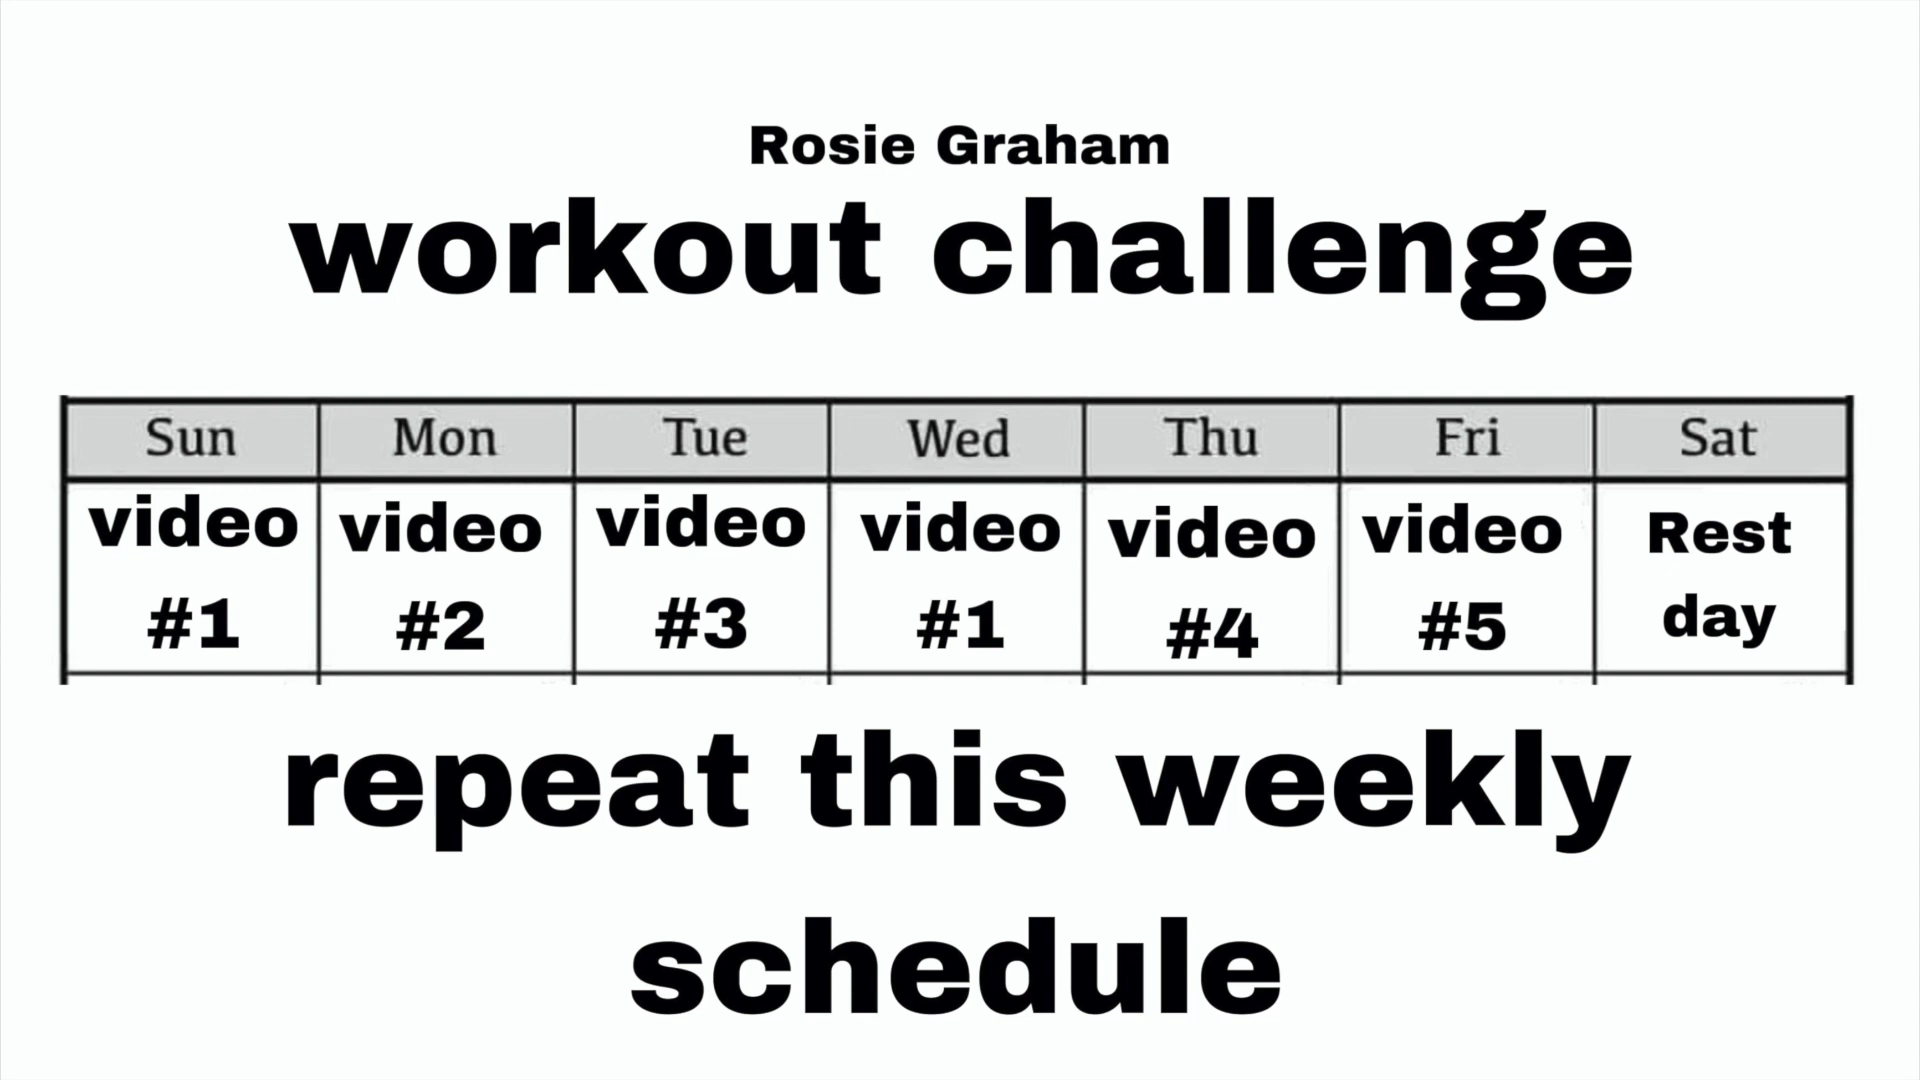 Rosie Graham
workout challenge
Sun Mon Tue Wed Thu Fri Sat
video video video video video video Rest
#1 #2 #3 #1 #4 #5 day
repeat this weekly
schedule